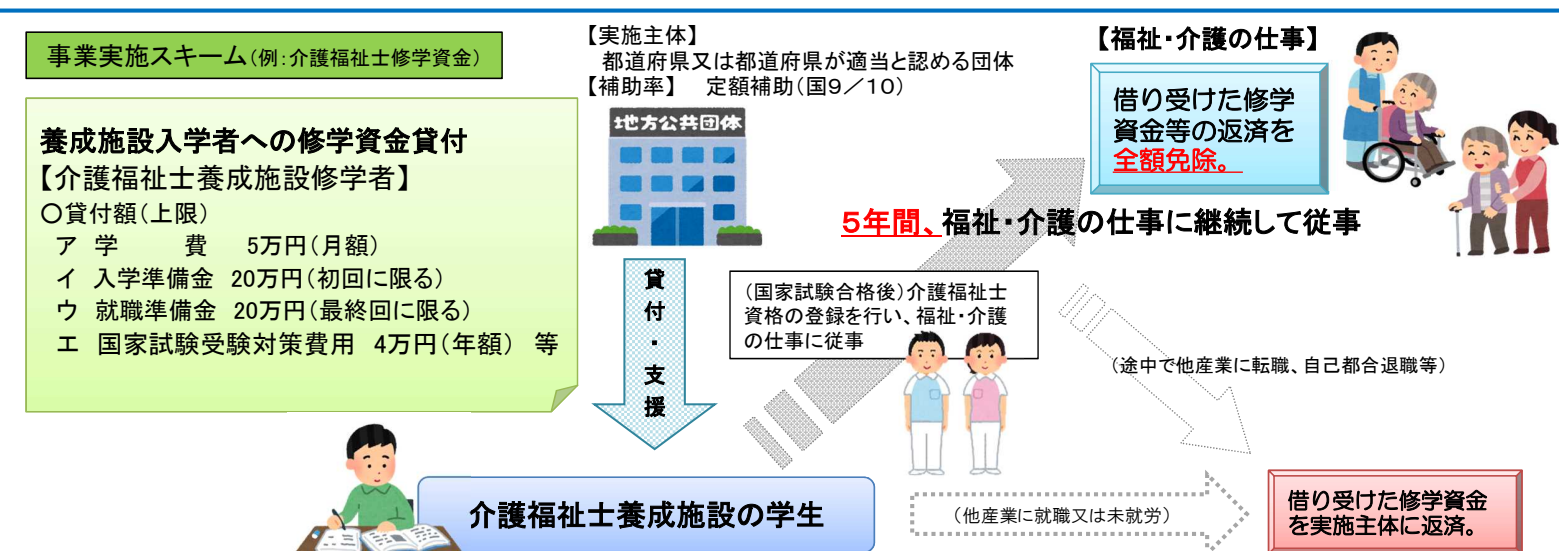 事業実施スキーム(例:介護福祉士修学資金)
養成施設入学者への修学資金貸付
【介護福祉士養成施設修学者】
○貸付額(上限)
ア 学 費 5万円(月額)
イ 入学準備金 20万円(初回に限る)
ウ 就職準備金 20万円(最終回に限る)
エ 国家試験受験対策費用 4万円(年額) 等
【実施主体】
都道府県又は都道府県が適当と認める団体
【補助率】 定額補助(国9/10)
地方公共団体
貸付・支援
【福祉・介護の仕事】
借り受けた修学
資金等の返済を
全額免除。
5年間、福祉・介護の仕事に継続して従事
(国家試験合格後)介護福祉士
資格の登録を行い、福祉・介護
の仕事に従事
(途中で他産業に転職、自己都合退職等)
介護福祉士養成施設の学生
(他産業に就職又は未就労)
借り受けた修学資金
を実施主体に返済。